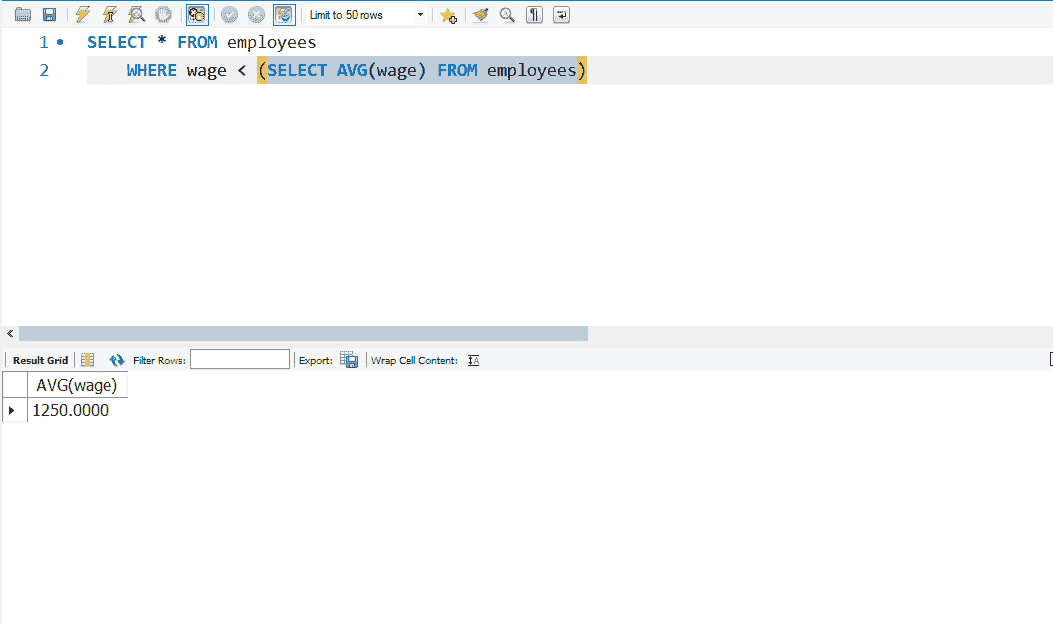 Limit to 50 rows
1 SELECT * FROM employees
2 WHERE wage < (SELECT AVG(wage) FROM employees)
Result Grid Filter Rows: Export: Wrap Cell Content:
AVG(wage)
1250.0000